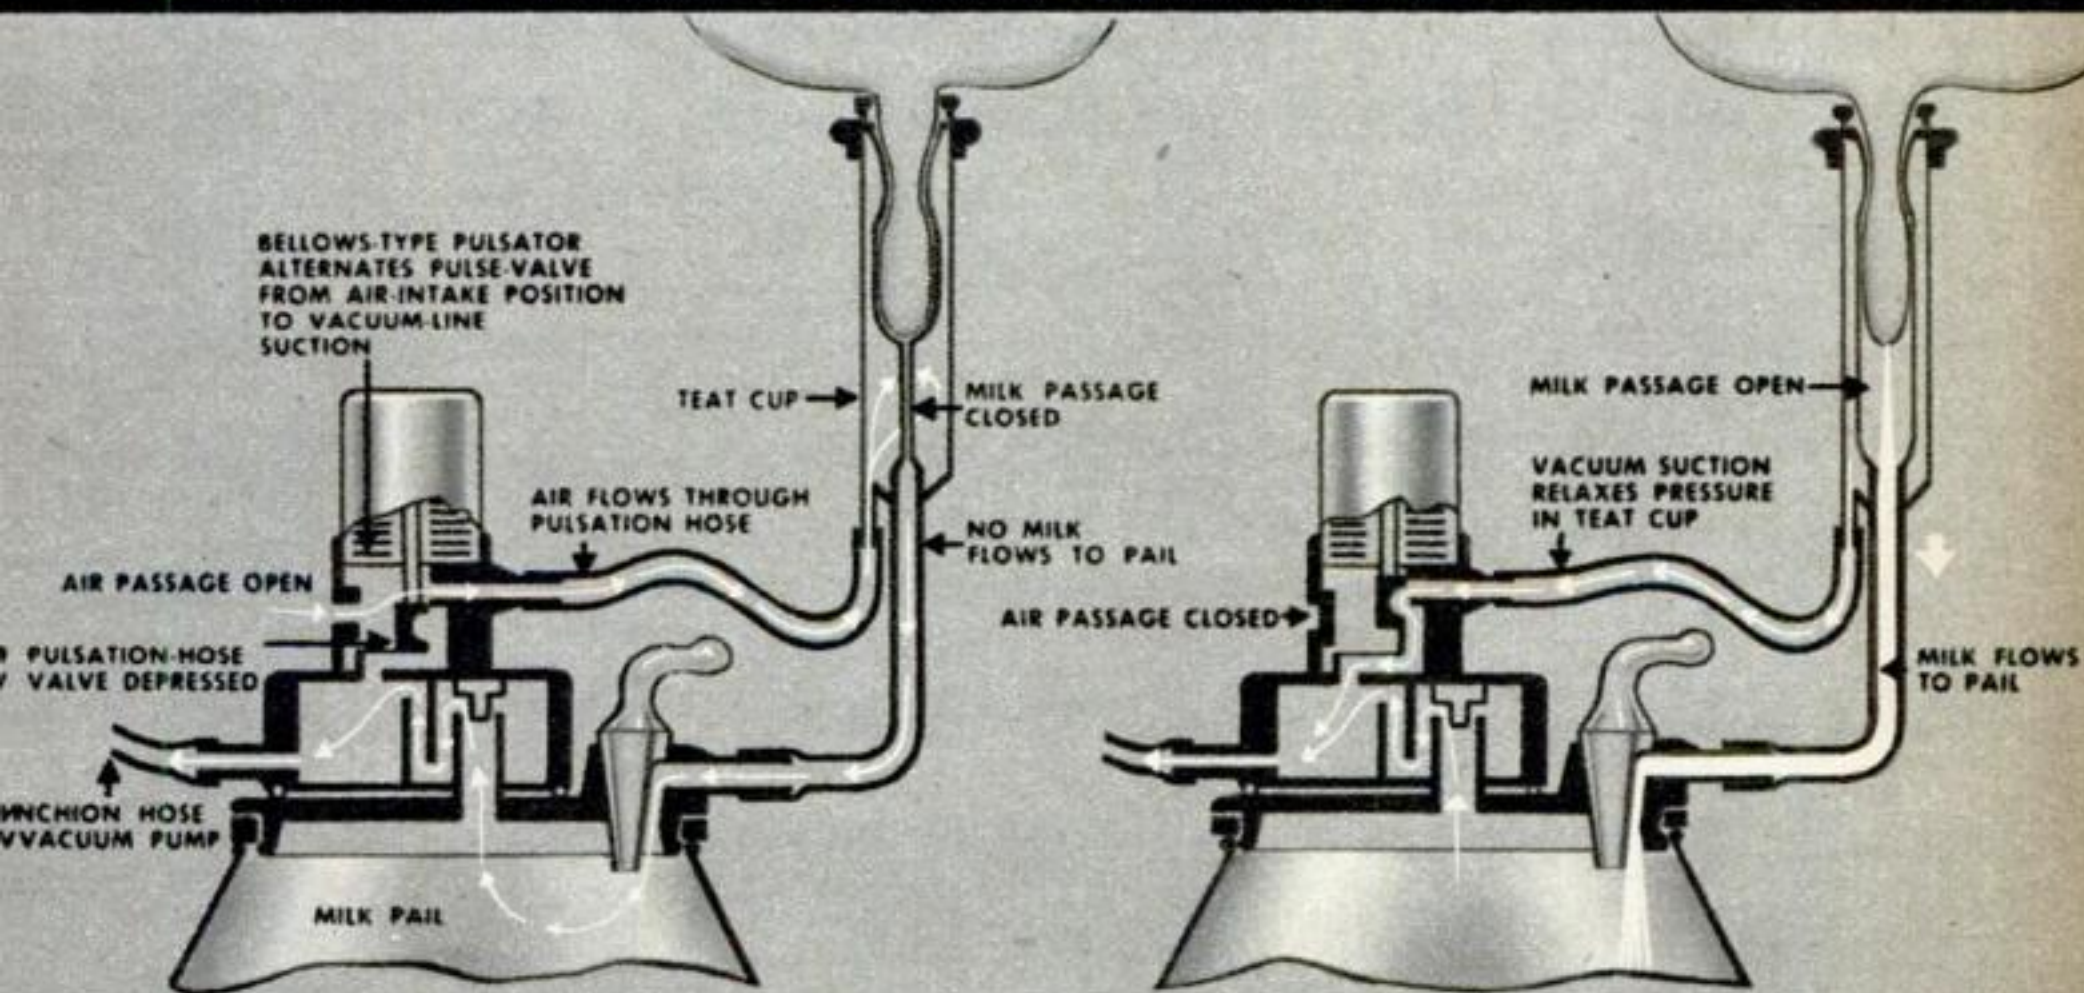 BELLOWS-TYPE PULSATOR
ALTERNATES PULSE-VALVE
FROM AIR-INTAKE POSITION
TO VACUUM-LINE
SUCTION
TEAT CUP
MILK PASSAGE
CLOSED
AIR FLOWS THROUGH
PULSATION HOSE
NO MILK
FLOWS TO PAIL
AIR PASSAGE OPEN
PULSATION-HOSE
VALVE DEPRESSED
HOSE
VACUUM PUMP
MILK PAIL
MILK PASSAGE OPEN
VACUUM SUCTION
RELAXES PRESSURE
IN TEAT CUP
AIR PASSAGE CLOSED
MILK FLOWS
TO PAIL